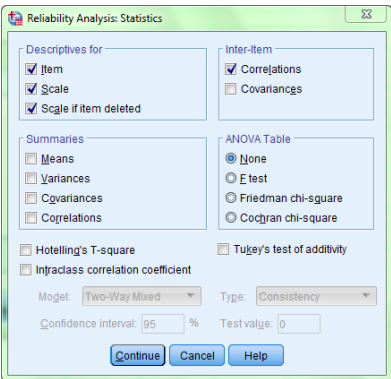 Reliability Analysis: Statistics
Descriptives for
Item
Scale
Scale if item deleted
Inter-Item
Correlations
Covariances
Summaries
Means
Variances
Covariances
Correlations
ANOVA Table
None
F test
Friedman chi-square
Cochran chi-square
Hotelling's T-square
Tukey's test of additivity
Intraclass correlation coefficient
Model: Two-Way Mixed Type: Consistency
Confidence interval: 95 % Test value: 0
Continue Cancel Help